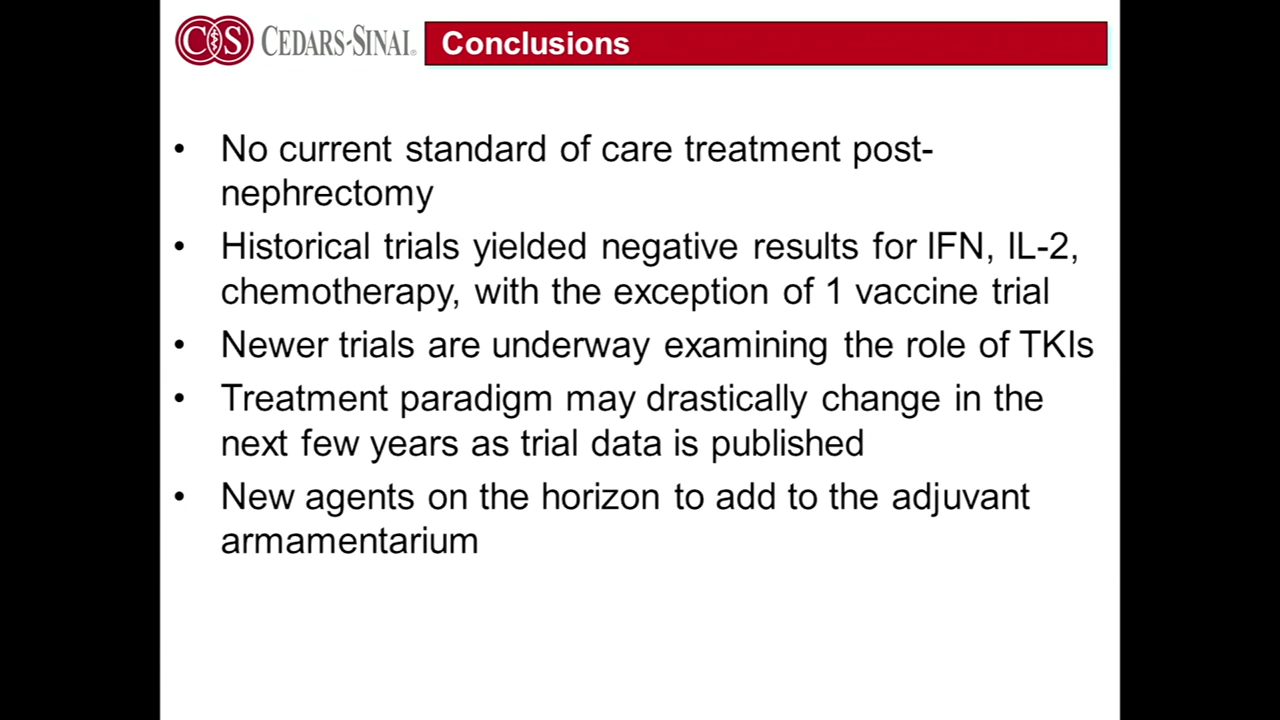 CS CEDARS-SINAI® Conclusions
• No current standard of care treatment post-
nephrectomy
• Historical trials yielded negative results for IFN, IL-2,
chemotherapy, with the exception of 1 vaccine trial
• Newer trials are underway examining the role of TKIs
• Treatment paradigm may drastically change in the
next few years as trial data is published
• New agents on the horizon to add to the adjuvant
armamentarium